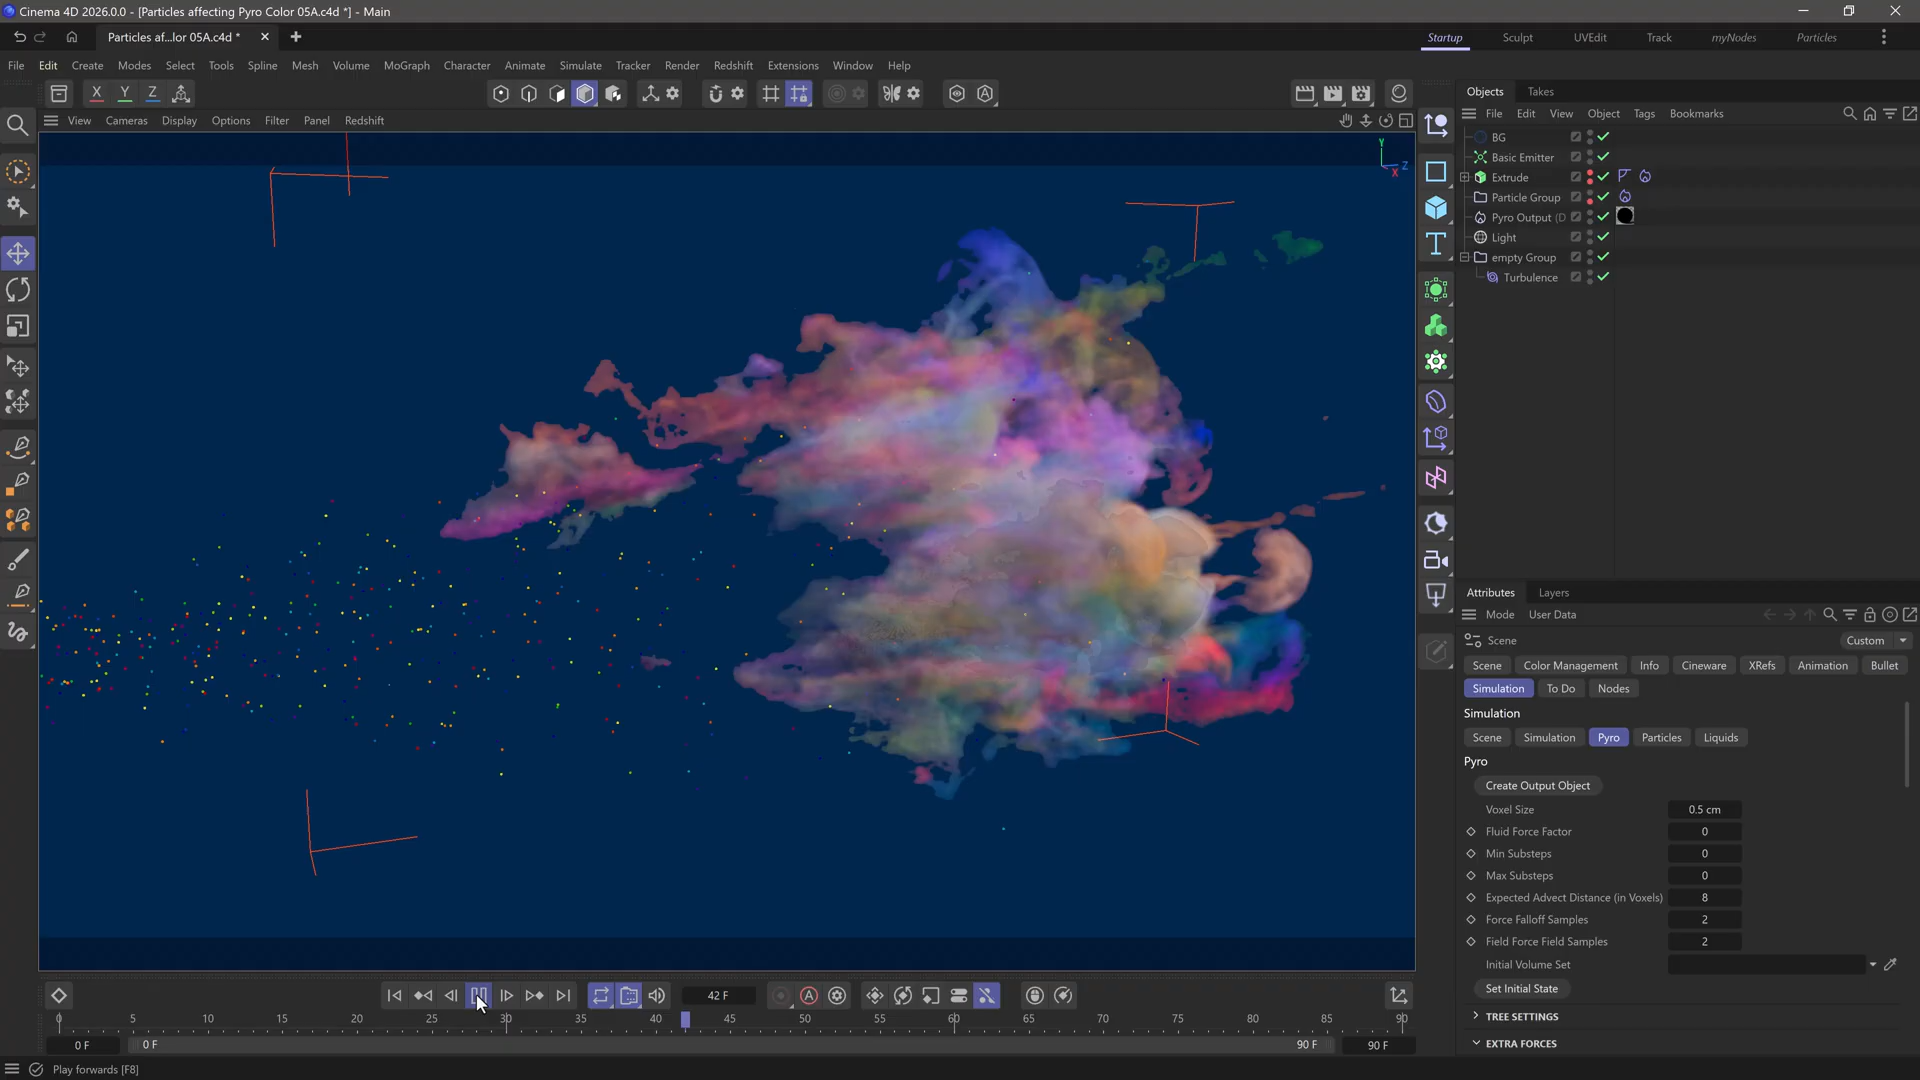 Cinema 4D 2026.0.0 - [Particles affecting Pyro Color 05A.c4d *] - Main
Particles af...lor 05A.c4d *
Startup Sculpt UVEdit Track myNodes Particles
File Edit Create Modes Select Tools Spline Mesh Volume MoGraph Character Animate Simulate Tracker Render Redshift Extensions Window Help
X Y Z
Objects Takes
File Edit View Object Tags Bookmarks
View Cameras Display Options Filter Panel Redshift
Y
Z
X
BG
Basic Emitter
Extrude
Particle Group
Pyro Output (D
Light
empty Group
Turbulence
Attributes Layers
Mode User Data
Scene Custom
Scene Color Management Info Cineware XRefs Animation Bullet
Simulation To Do Nodes
Simulation
Scene Simulation Pyro Particles Liquids
Pyro
Create Output Object
Voxel Size 0.5 cm
Fluid Force Factor 0
Min Substeps 0
Max Substeps 0
Expected Advect Distance (in Voxels) 8
Force Falloff Samples 2
Field Force Field Samples 2
Initial Volume Set
Set Initial State
TREE SETTINGS
EXTRA FORCES
42 F
0 5 10 15 20 25 30 35 40 45 50 55 60 65 70 75 80 85 90
0 F 0 F 90 F 90 F
Play forwards [F8]